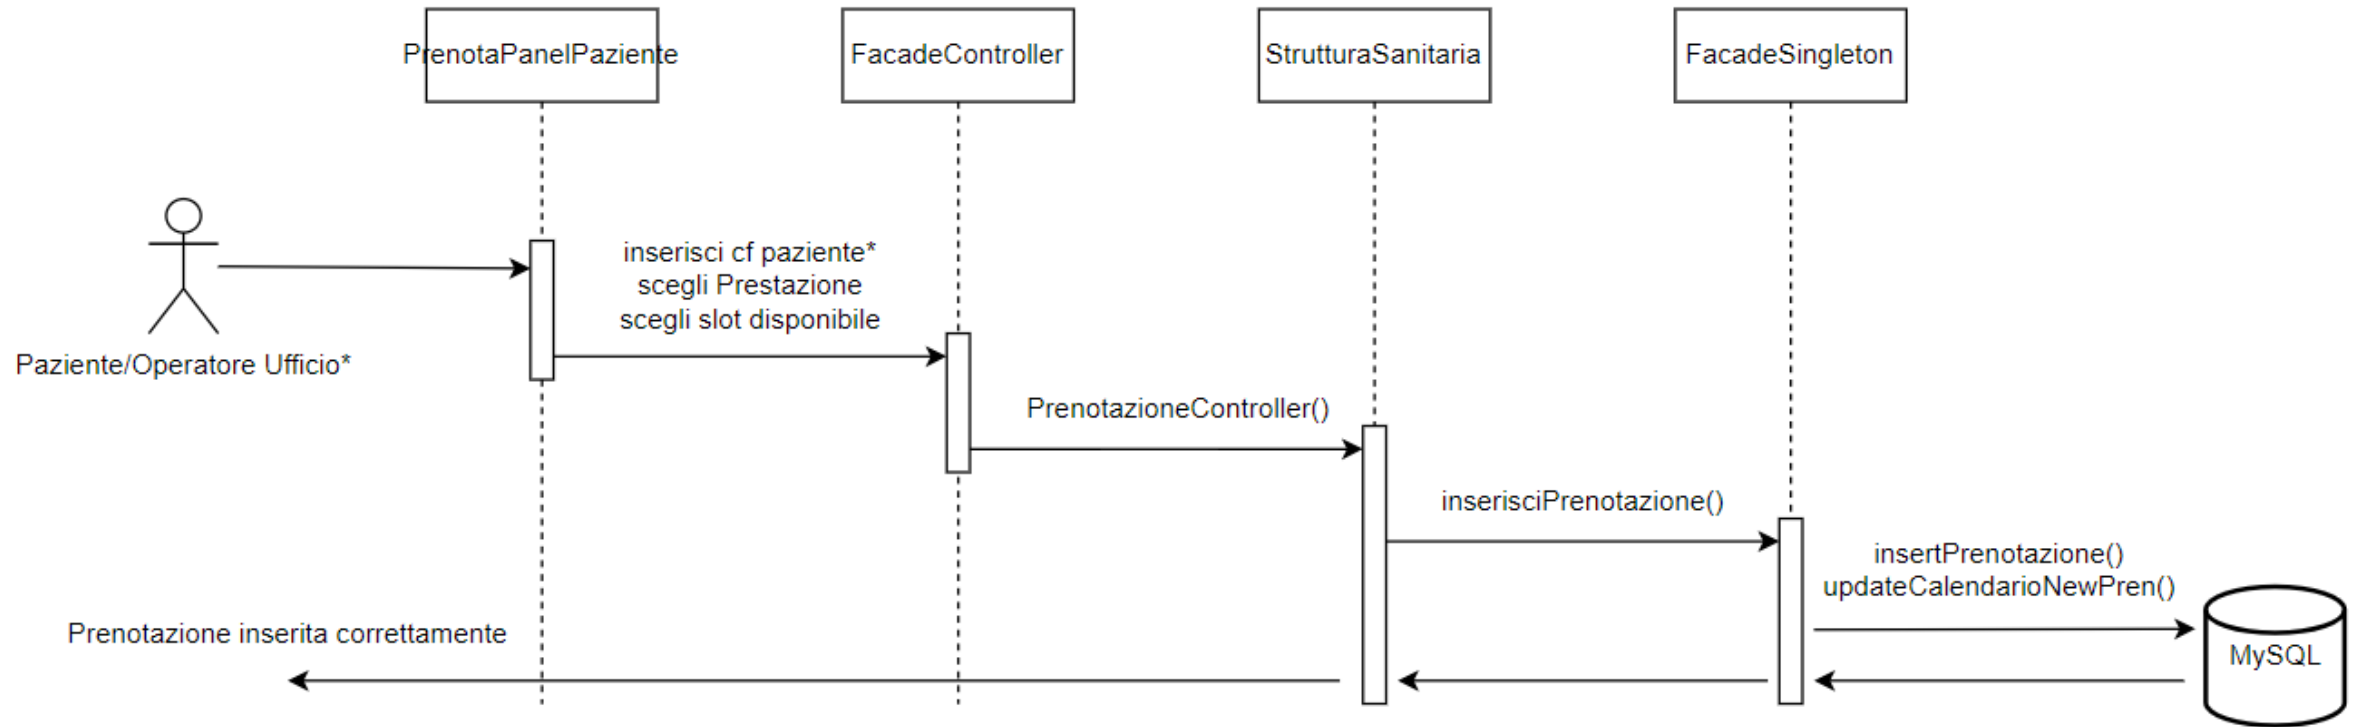 PrenotaPanelPaziente
FacadeController
StrutturaSanitaria
FacadeSingleton
inserisci cf paziente*
scegli Prestazione
scegli slot disponibile
Paziente/Operatore Ufficio*
PrenotazioneController()
inserisciPrenotazione()
insertPrenotazione()
updateCalendarioNewPren()
Prenotazione inserita correttamente
MySQL